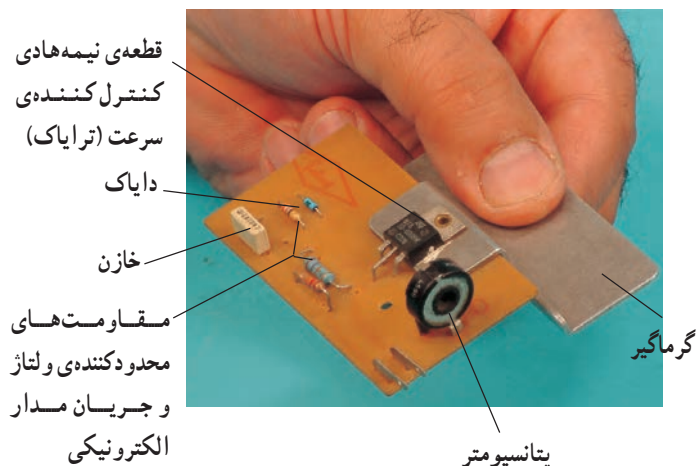 قطعه‌ی نیمه‌هادی
کنترل کننده‌ی
سرعت (ترایاک)
دایاک
خازن
مقاومت‌های
محدودکننده‌ی ولتاژ
و جریان مدار
الکترونیکی
گرماگیر
پتانسیومتر